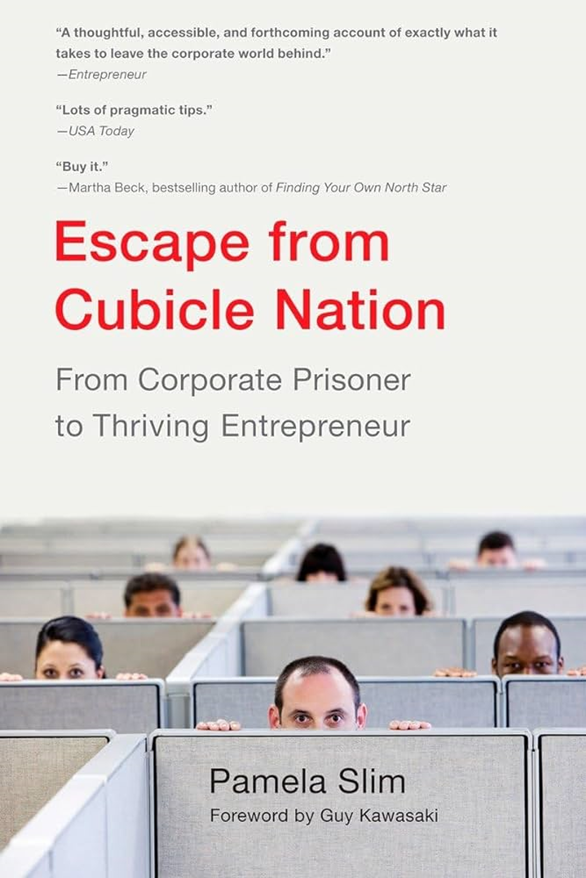 “A thoughtful, accessible, and forthcoming account of exactly what it
takes to leave the corporate world behind.”
—Entrepreneur
“Lots of pragmatic tips.”
—USA Today
“Buy it.”
—Martha Beck, bestselling author of Finding Your Own North Star
Escape from
Cubicle Nation
From Corporate Prisoner
to Thriving Entrepreneur
Pamela Slim
Foreword by Guy Kawasaki